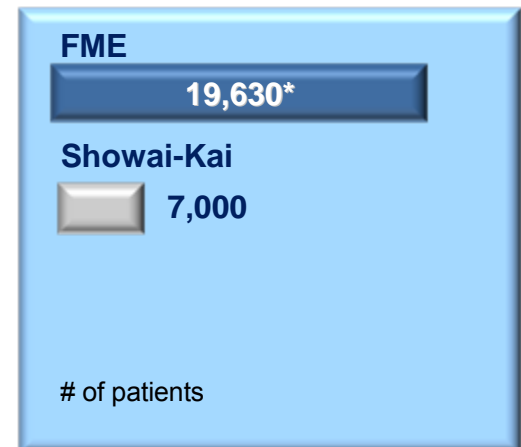 FME
19,630*
Showai-Kai
7,000
# of patients